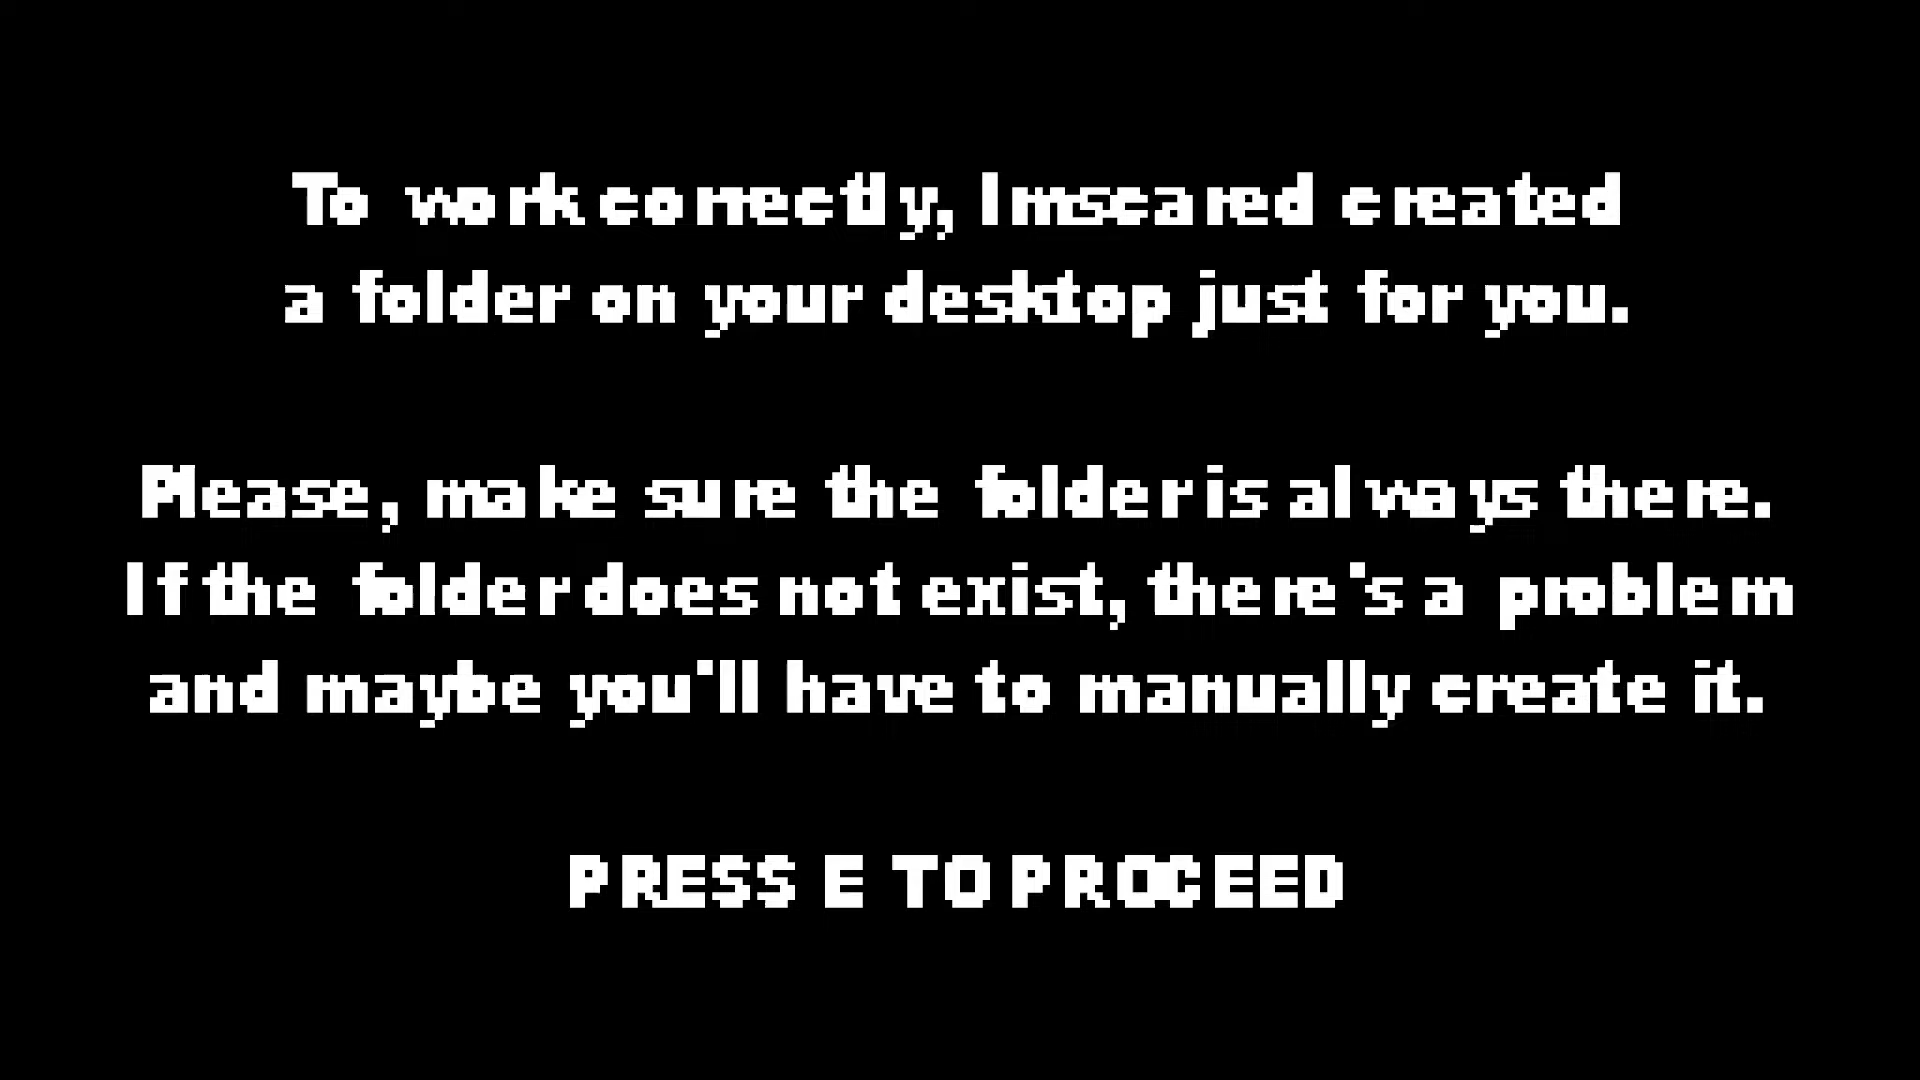 To work correctly, Imscared created
a folder on your desktop just for you.
Please, make sure the folder is always there.
If the folder does not exist, there's a problem
and maybe you'll have to manually create it.
PRESS E TO PROCEED